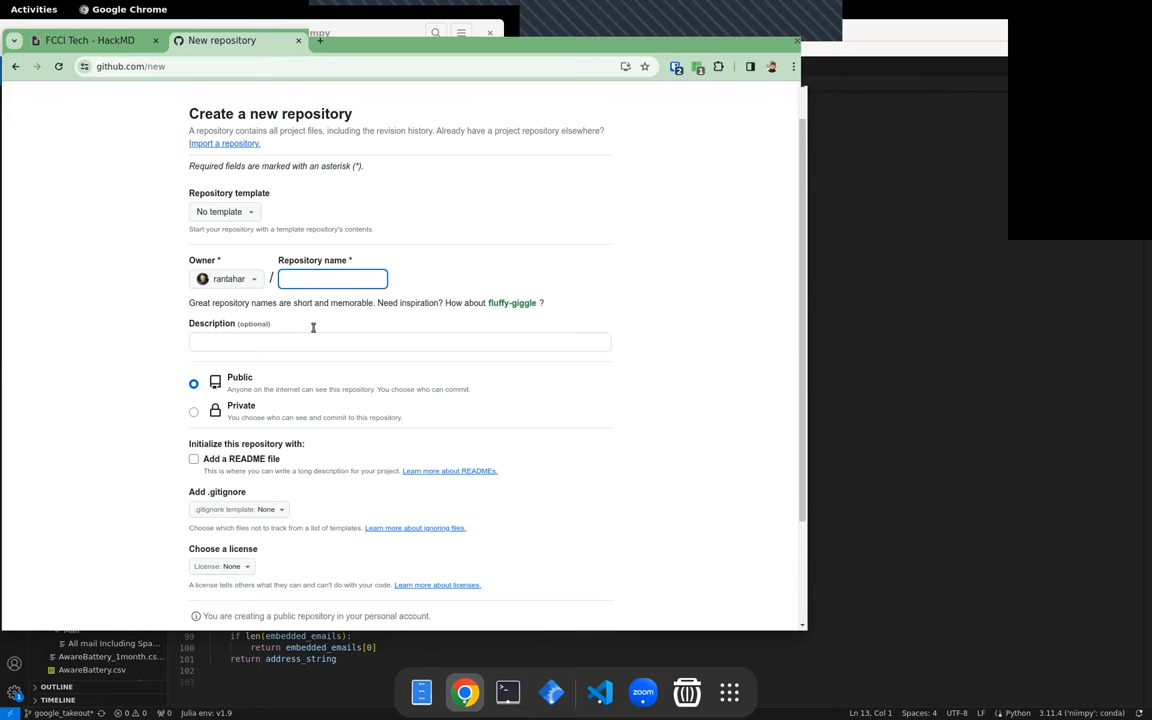 Activities Google Chrome
mpy
FCCI Tech - HackMD New repository
github.com/new
2 1
Create a new repository
A repository contains all project files, including the revision history. Already have a project repository elsewhere?
Import a repository.
Required fields are marked with an asterisk (*).
Repository template
No template
Start your repository with a template repository's contents.
Owner * Repository name *
rantahar /
Great repository names are short and memorable. Need inspiration? How about fluffy-giggle ?
Description (optional)
Public
Anyone on the internet can see this repository. You choose who can commit.
Private
You choose who can see and commit to this repository.
Initialize this repository with:
Add a README file
This is where you can write a long description for your project. Learn more about READMEs.
Add .gitignore
.gitignore template: None
Choose which files not to track from a list of templates. Learn more about ignoring files.
Choose a license
License: None
A license tells others what they can and can't do with your code. Learn more about licenses.
You are creating a public repository in your personal account.
99 if len(embedded_emails):
All mail Including Spa... 100 return embedded_emails[0]
AwareBattery_1month.cs... 101 return address_string
AwareBattery.csv 102
103
OUTLINE
TIMELINE
zoom
1
google_takeout* 0 0 0 Julia env: v1.9 Ln 13, Col 1 Spaces: 4 UTF-8 LF Python 3.11.4 ('niimpy': conda)